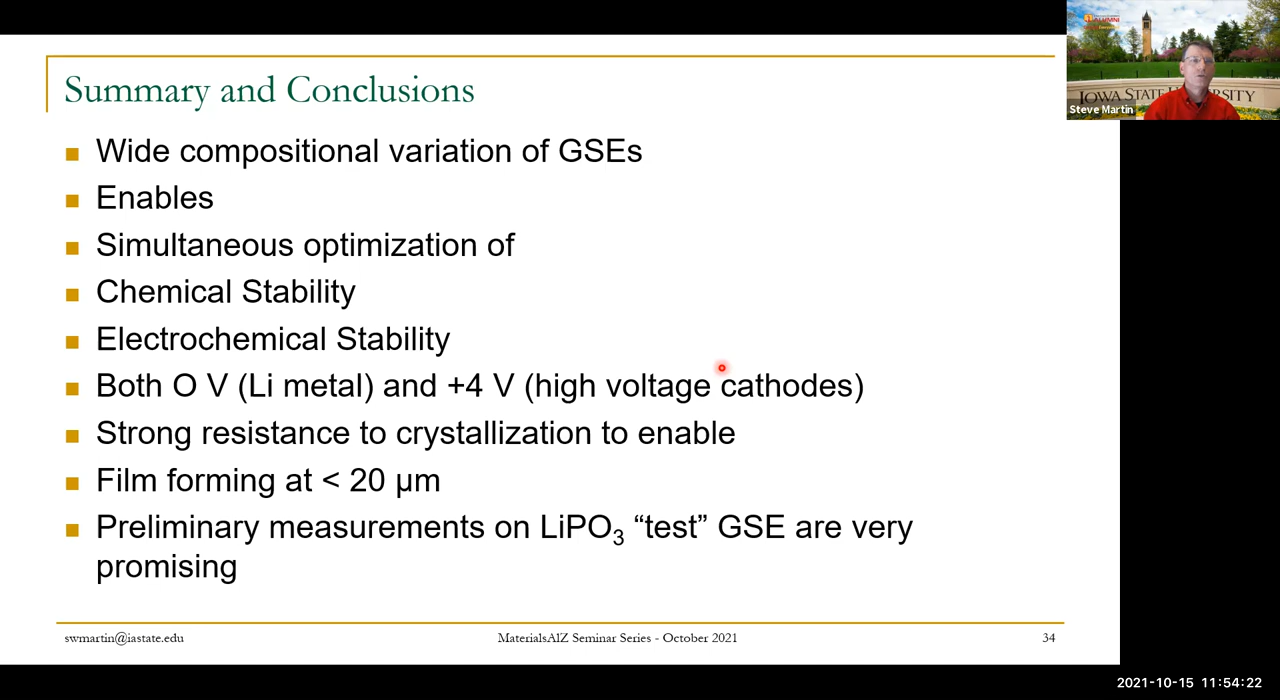 ALUMNI
IOWA STATE UNIVERSITY
Steve Martin
Summary and Conclusions
Wide compositional variation of GSEs
Enables
Simultaneous optimization of
Chemical Stability
Electrochemical Stability
Both O V (Li metal) and +4 V (high voltage cathodes)
Strong resistance to crystallization to enable
Film forming at < 20 µm
Preliminary measurements on LiPO₃ “test” GSE are very
promising
swmartin@iastate.edu
MaterialsAlZ Seminar Series - October 2021
34
2021-10-15 11:54:22